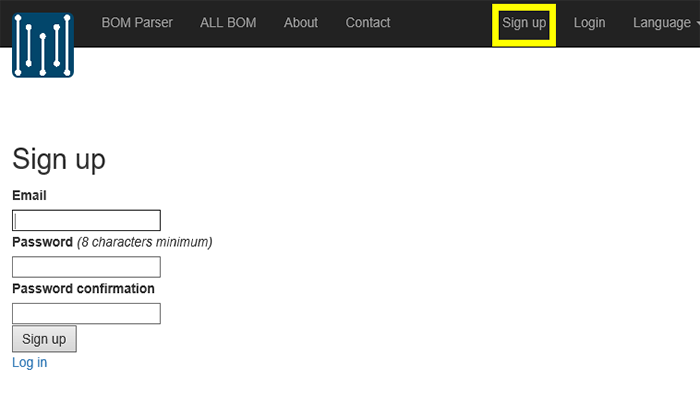 BOM Parser ALL BOM About Contact Sign up Login Language
Sign up
Email
Password (8 characters minimum)
Password confirmation
Sign up
Log in